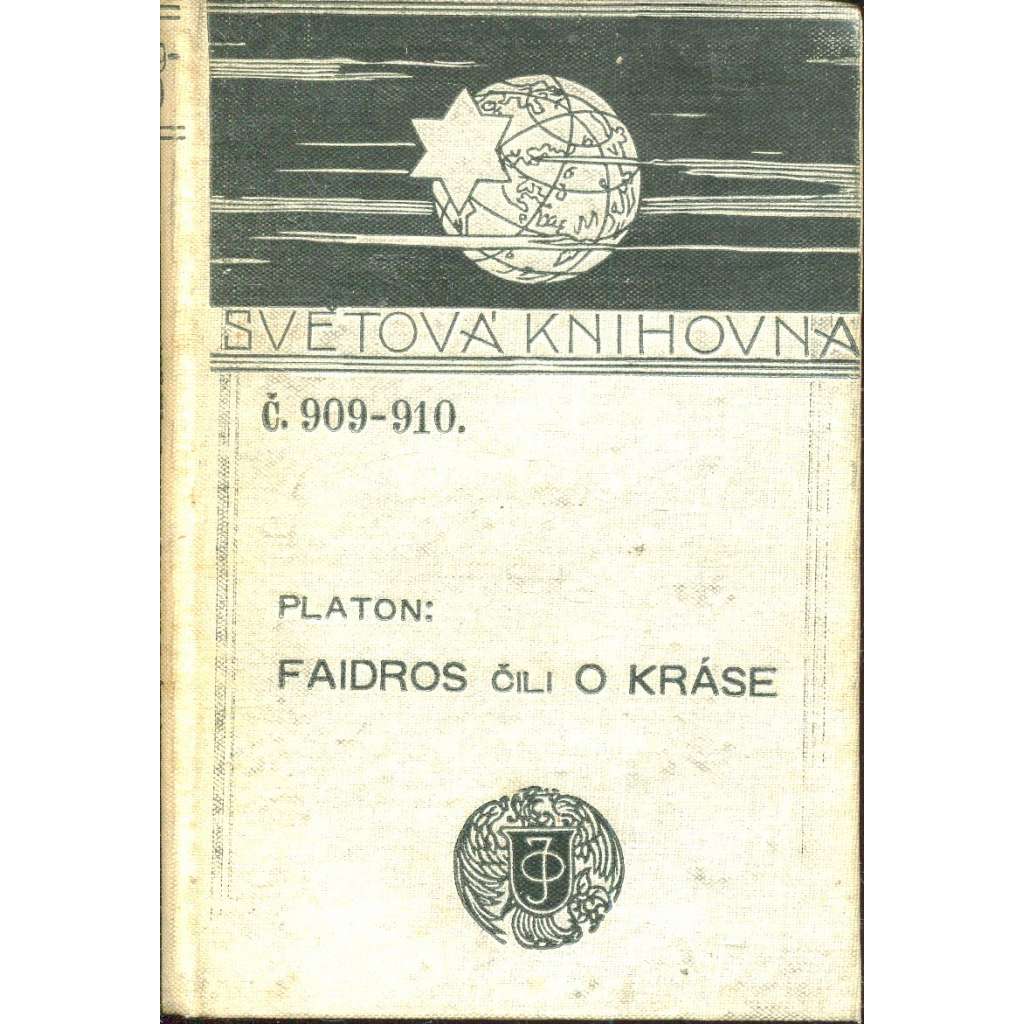 SVĚTOVÁ KNIHOVNA
Č. 909-910.
PLATON:
FAIDROS ČILI O KRÁSE